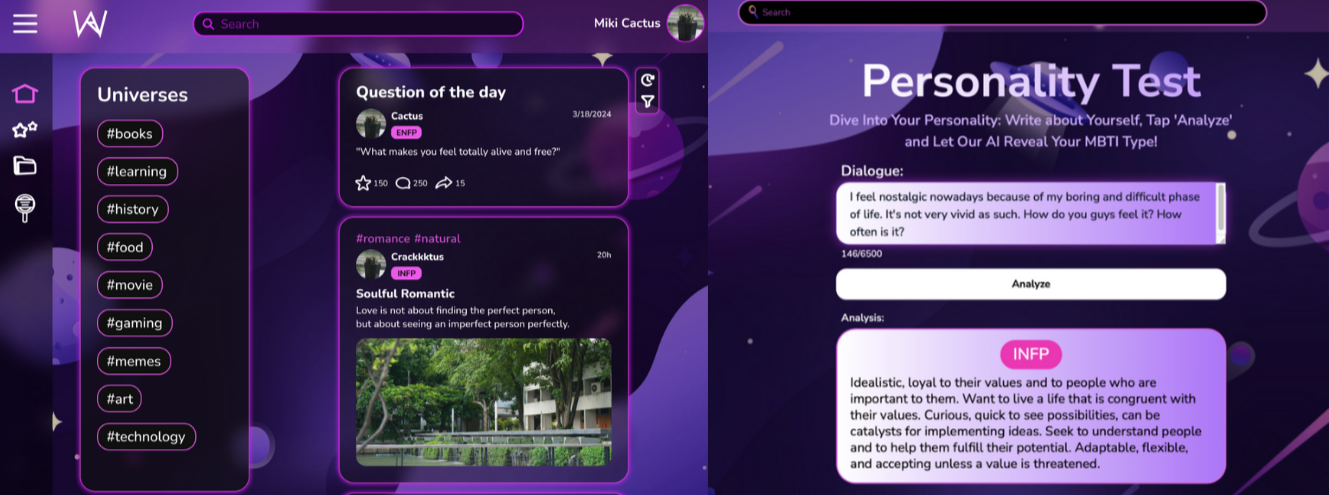 Search
Miki Cactus
Universes
#books
#learning
#history
#food
#movie
#gaming
#memes
#art
#technology
Question of the day
Cactus
3/18/2024
ENFP
"What makes you feel totally alive and free?"
150
250
15
#romance #natural
Crackkktus
20h
INFP
Soulful Romantic
Love is not about finding the perfect person,
but about seeing an imperfect person perfectly.
Search
Personality Test
Dive Into Your Personality: Write about Yourself, Tap 'Analyze'
and Let Our AI Reveal Your MBTI Type!
Dialogue:
I feel nostalgic nowadays because of my boring and difficult phase
of life. It's not very vivid as such. How do you guys feel it? How
often is it?
146/6500
Analyze
Analysis:
INFP
Idealistic, loyal to their values and to people who are
important to them. Want to live a life that is congruent with
their values. Curious, quick to see possibilities, can be
catalysts for implementing ideas. Seek to understand people
and to help them fulfill their potential. Adaptable, flexible,
and accepting unless a value is threatened.